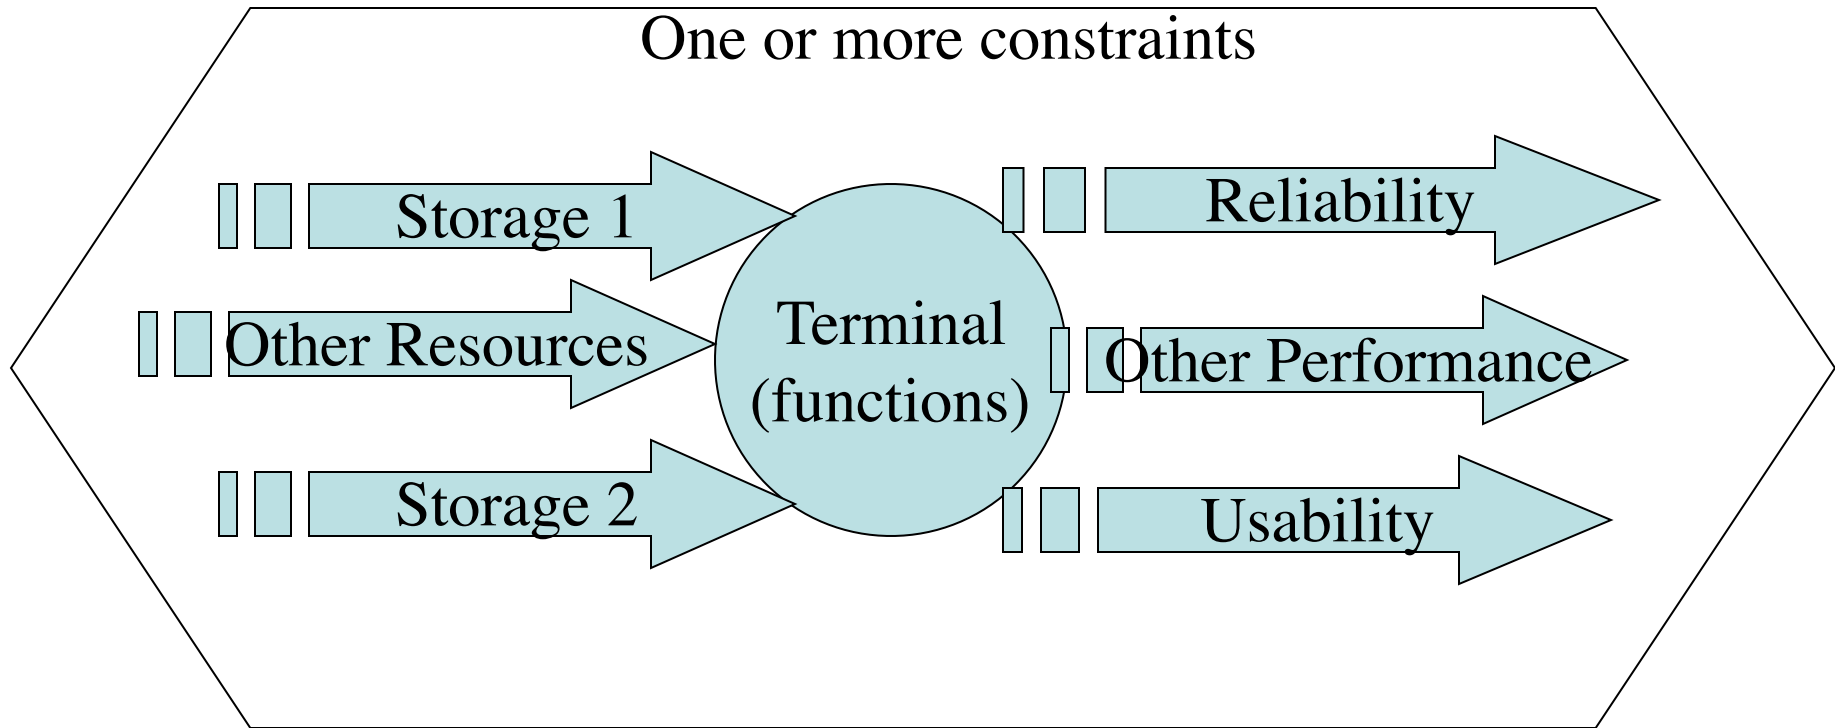 One or more constraints
Storage 1
Other Resources
Storage 2
Terminal
(functions)
Reliability
Other Performance
Usability